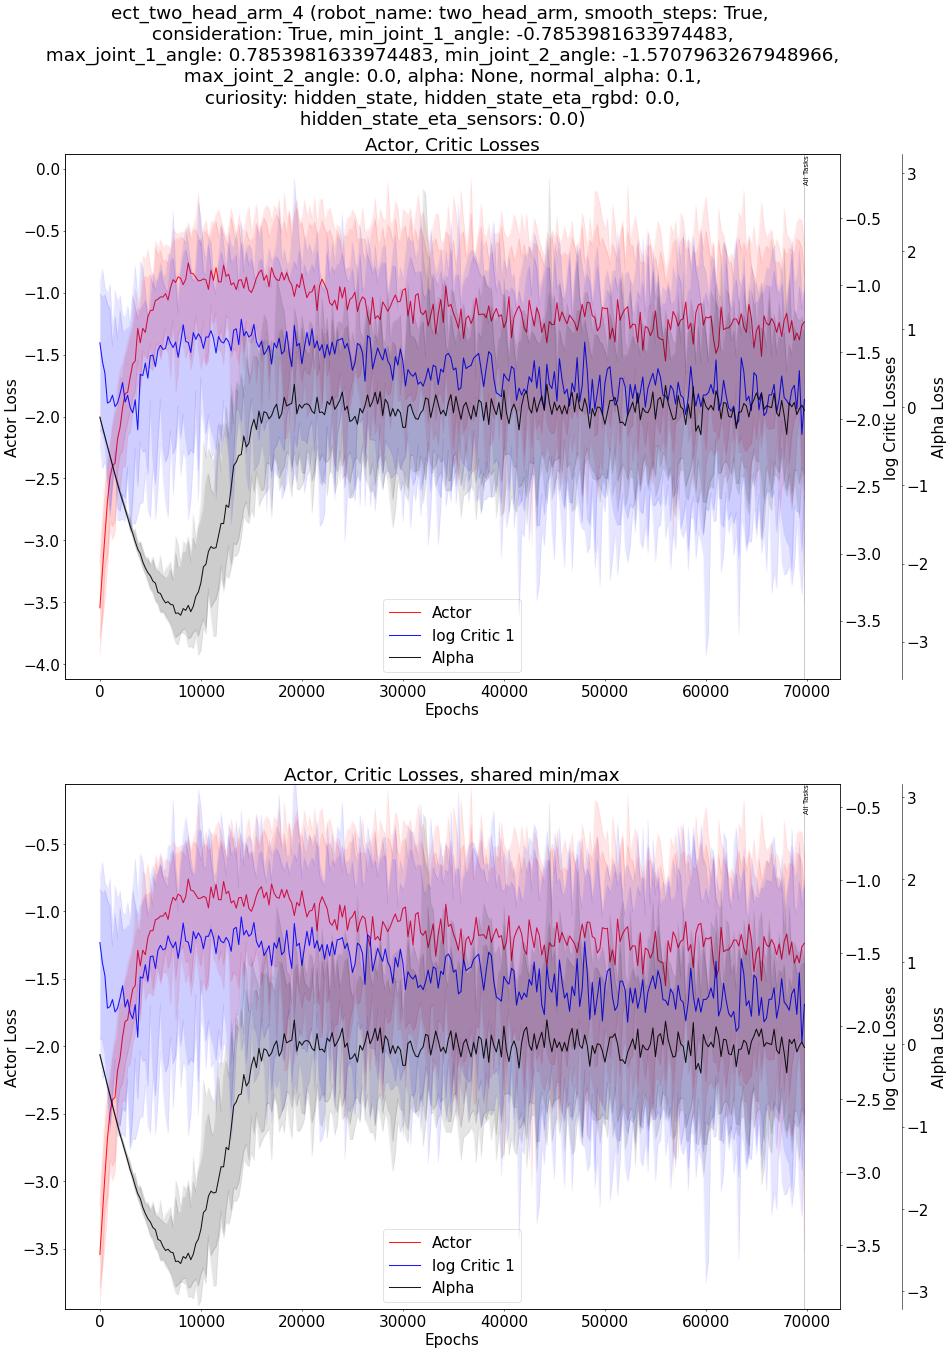 ect_two_head_arm_4 (robot_name: two_head_arm, smooth_steps: True,
consideration: True, min_joint_1_angle: -0.7853981633974483,
max_joint_1_angle: 0.7853981633974483, min_joint_2_angle: -1.5707963267948966,
max_joint_2_angle: 0.0, alpha: None, normal_alpha: 0.1,
curiosity: hidden_state, hidden_state_eta_rgbd: 0.0,
hidden_state_eta_sensors: 0.0)
Actor, Critic Losses
All Tasks
0.0
−0.5
−1.0
−1.5
−2.0
−2.5
−3.0
−3.5
−4.0
Actor Loss
−0.5
−1.0
−1.5
−2.0
−2.5
−3.0
−3.5
log Critic Losses
3
2
1
0
−1
−2
−3
Alpha Loss
Actor
log Critic 1
Alpha
0 10000 20000 30000 40000 50000 60000 70000
Epochs
Actor, Critic Losses, shared min/max
All Tasks
−0.5
−1.0
−1.5
−2.0
−2.5
−3.0
−3.5
Actor Loss
−0.5
−1.0
−1.5
−2.0
−2.5
−3.0
−3.5
log Critic Losses
3
2
1
0
−1
−2
−3
Alpha Loss
Actor
log Critic 1
Alpha
0 10000 20000 30000 40000 50000 60000 70000
Epochs